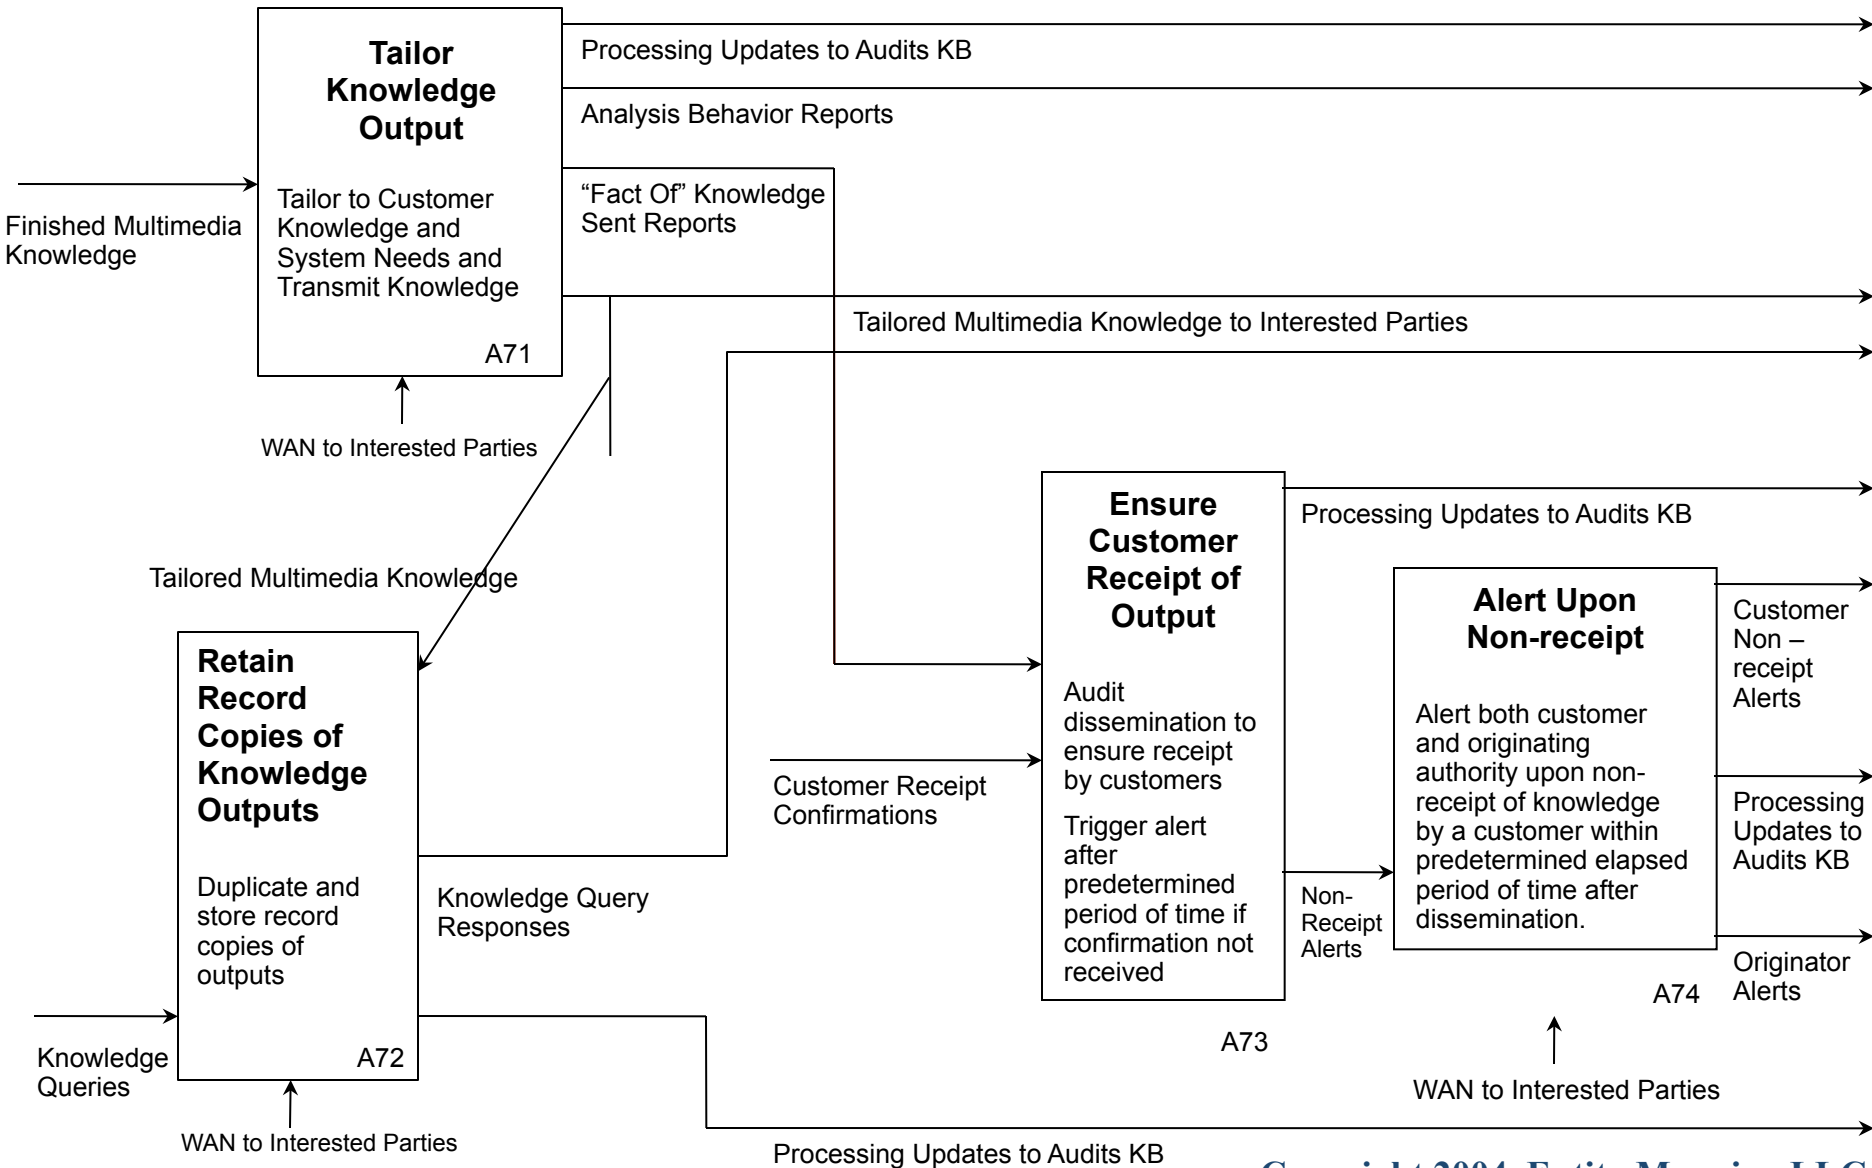 Tailor
Knowledge
Output
Tailor to Customer
Knowledge and
System Needs and
Transmit Knowledge
A71
Processing Updates to Audits KB
Analysis Behavior Reports
“Fact Of” Knowledge
Sent Reports
Finished Multimedia
Knowledge
Tailored Multimedia Knowledge to Interested Parties
WAN to Interested Parties
Tailored Multimedia Knowledge
Retain
Record
Copies of
Knowledge
Outputs
Duplicate and
store record
copies of
outputs
A72
Knowledge Query
Responses
Knowledge
Queries
WAN to Interested Parties
Processing Updates to Audits KB
Ensure
Customer
Receipt of
Output
Audit
dissemination to
ensure receipt
by customers
Trigger alert
after
predetermined
period of time if
confirmation not
received
A73
Customer Receipt
Confirmations
Processing Updates to Audits KB
Non-
Receipt
Alerts
Alert Upon
Non-receipt
Alert both customer
and originating
authority upon non-
receipt of knowledge
by a customer within
predetermined elapsed
period of time after
dissemination.
A74
Customer
Non –
receipt
Alerts
Processing
Updates to
Audits KB
Originator
Alerts
WAN to Interested Parties
Copyright 2004, Entity Mapping LLC